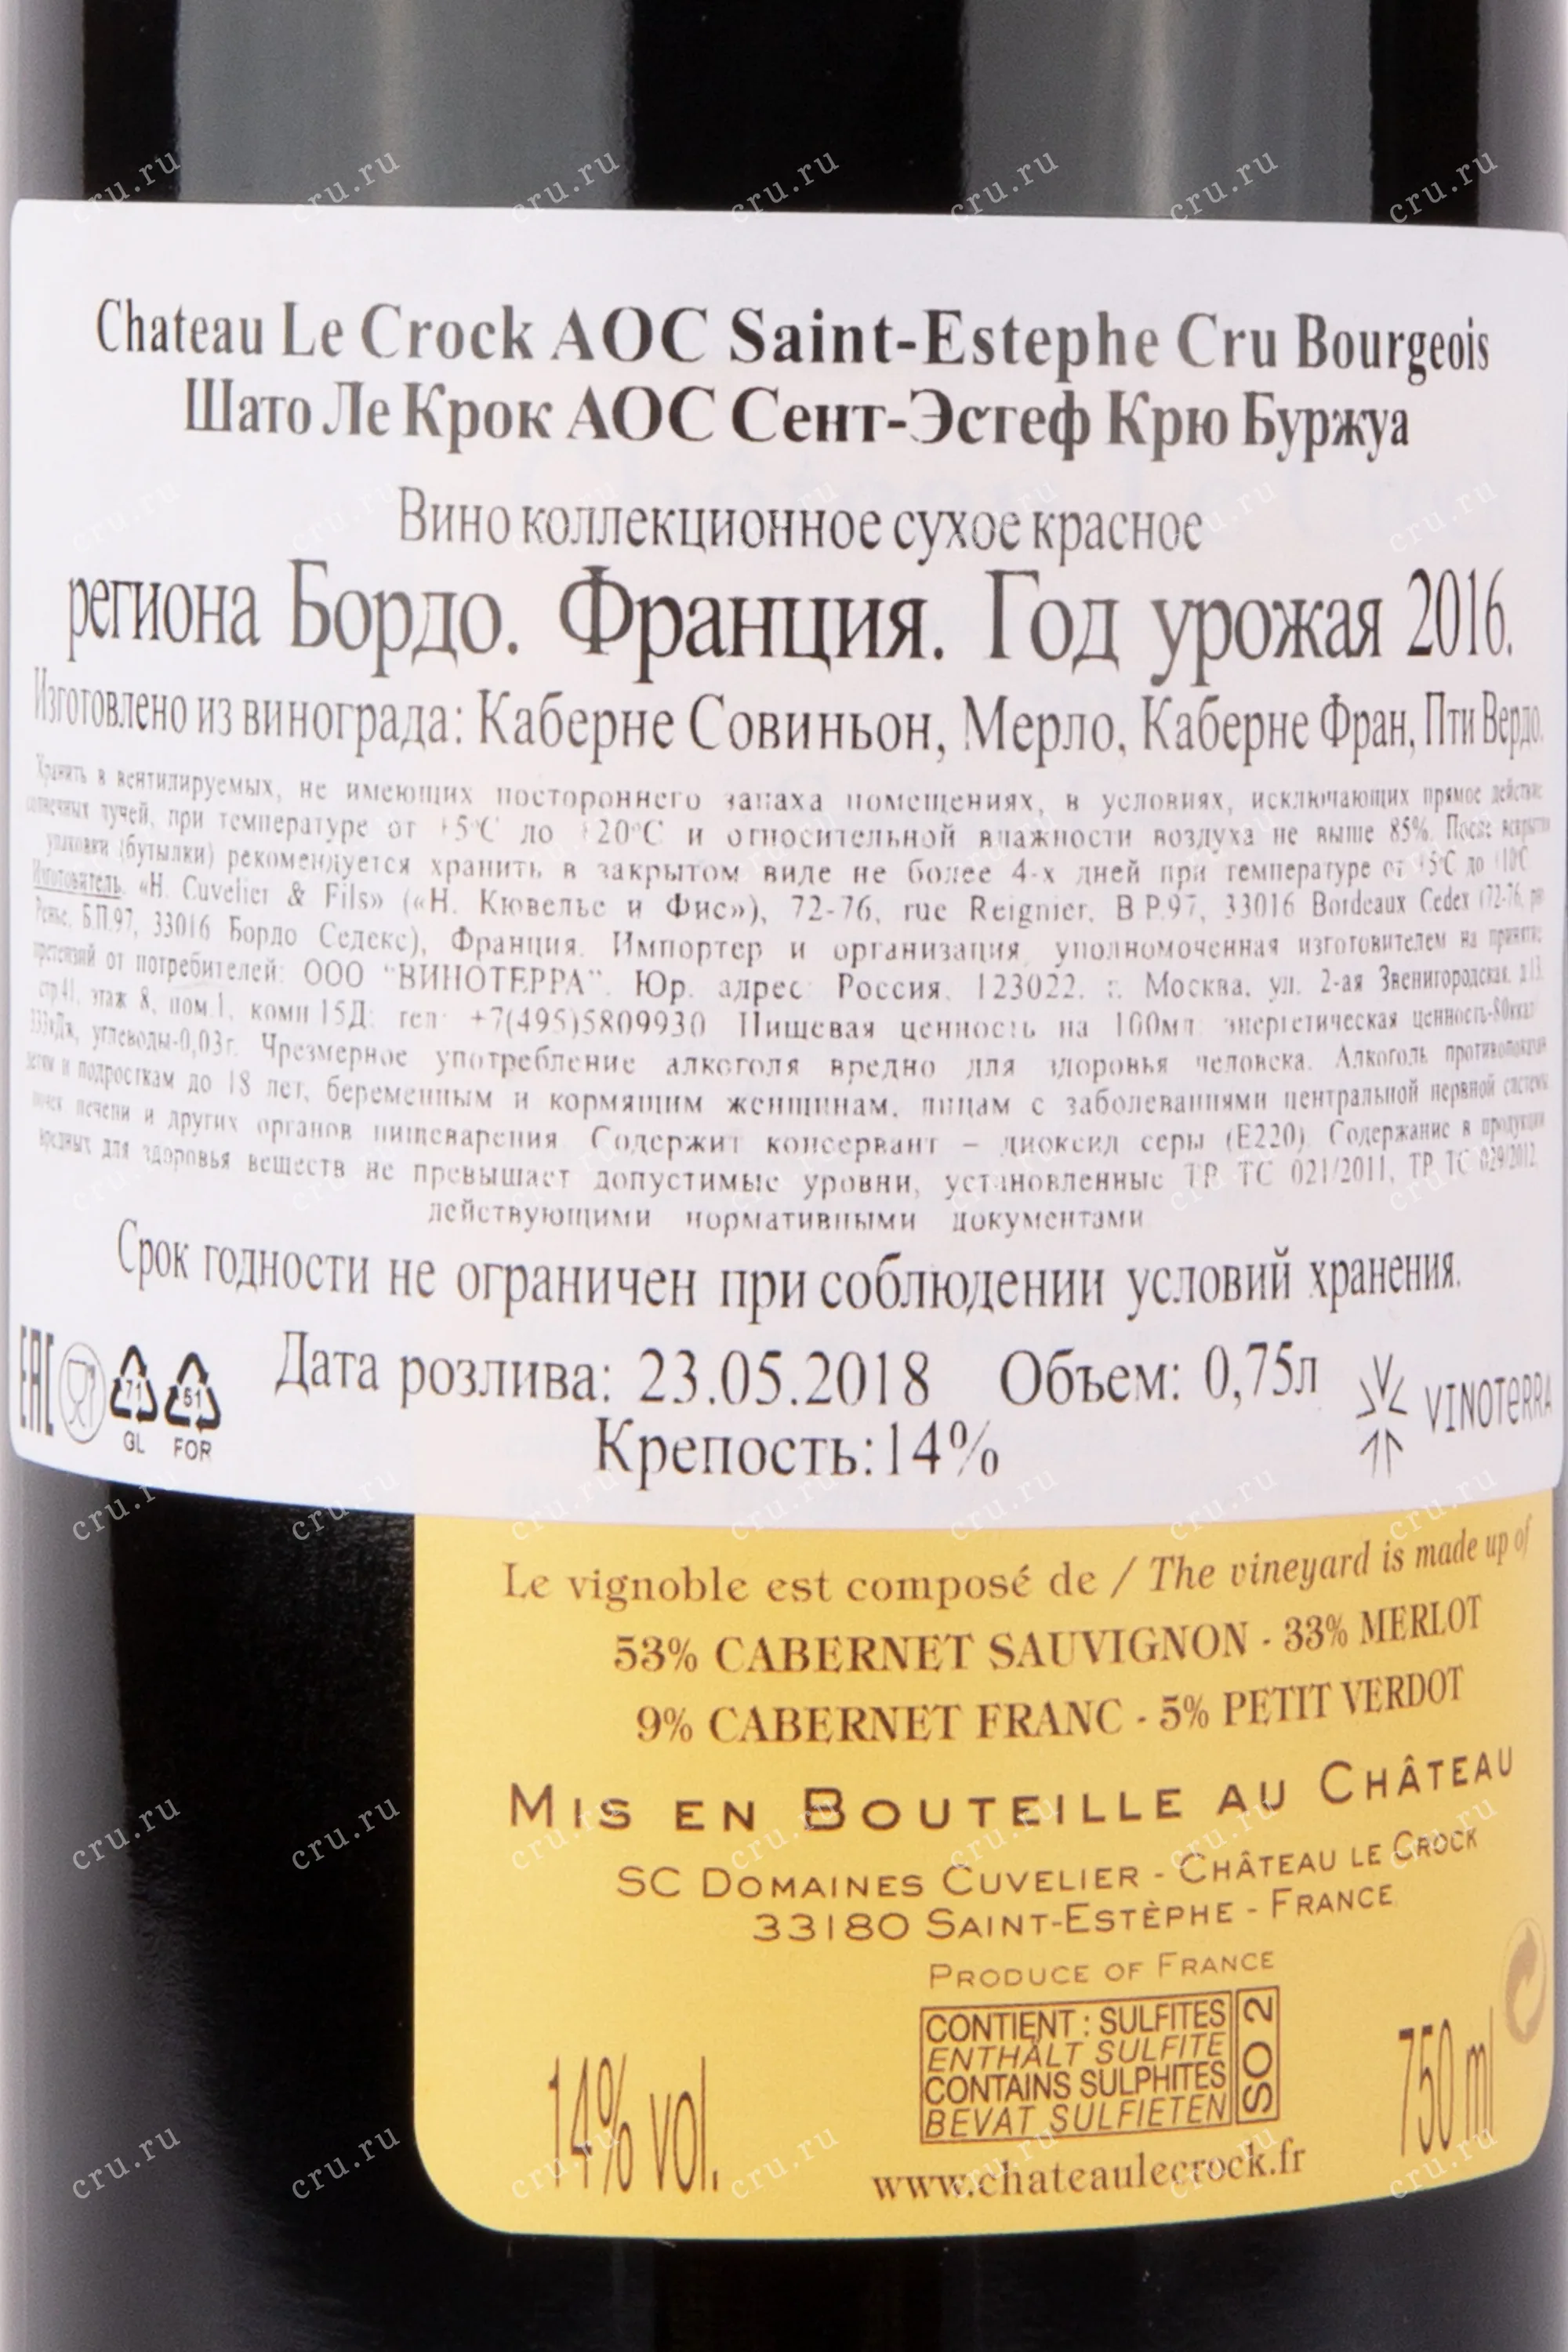 Chateau Le Crock AOC Saint-Estephe Cru Bourgeois
Шато Ле Крок АОС Сент-Эстеф Крю Буржуа
Вино коллекционное сухое красное
региона Бордо. Франция. Год урожая 2016.
Изготовлено из винограда: Каберне Совиньон, Мерло, Каберне Фран, Пти Вердо.
Хранить в вентилируемых, не имеющих постороннего запаха помещениях, в условиях, исключающих прямое действие
солнечных лучей, при температуре от +5°С до +20°С и относительной влажности воздуха не выше 85%. После вскрытия
упаковки (бутылки) рекомендуется хранить в закрытом виде не более 4-х дней при температуре от +5°С до +10°С
Изготовитель: «H. Cuvelier & Fils» («Н. Кювелье и Фис»), 72-76, rue Reignier, B.P.97, 33016 Bordeaux Cedex (72-76, рю
Ренье, Б.П.97, 33016 Бордо Седекс), Франция. Импортер и организация, уполномоченная изготовителем на принятие
претензий от потребителей: ООО "ВИНОТЕРРА". Юр. адрес: Россия, 123022, г. Москва, ул. 2-ая Звенигородская, д.13,
стр.41, этаж 8, пом.1, комн 15Д; тел: +7(495)5809930 Пищевая ценность на 100мл: энергетическая ценность-80ккал
333кДж, углеводы-0,03г. Чрезмерное употребление алкоголя вредно для здоровья человека. Алкоголь противопоказан
детям и подросткам до 18 лет, беременным и кормящим женщинам, лицам с заболеваниями центральной нервной системы,
почек печени и других органов пищеварения. Содержит консервант – диоксид серы (Е220). Содержание в продукции
вредных для здоровья веществ не превышает допустимые уровни, установленные ТР ТС 021/2011, ТР ТС 029/2012,
действующими нормативными документами
Срок годности не ограничен при соблюдении условий хранения.
EAC
71
GL
51
FOR
Дата розлива: 23.05.2018 Объем: 0,75л
VINOTERRA
Крепость:14%
Le vignoble est composé de / The vineyard is made up of
53% CABERNET SAUVIGNON - 33% MERLOT
9% CABERNET FRANC - 5% PETIT VERDOT
MIS EN BOUTEILLE AU CHÂTEAU
SC DOMAINES CUVELIER - CHÂTEAU LE CROCK
33180 SAINT-ESTÈPHE - FRANCE
PRODUCE OF FRANCE
CONTIENT : SULFITES
ENTHÄLT SULFITE
CONTAINS SULPHITES
BEVAT SULFIETEN
SO 2
14% vol.
750 ml
www.chateaulecrock.fr
cru.ru